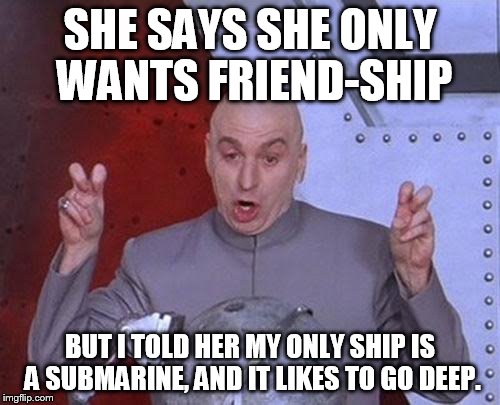 SHE SAYS SHE ONLY
WANTS FRIEND-SHIP
BUT I TOLD HER MY ONLY SHIP IS
A SUBMARINE, AND IT LIKES TO GO DEEP.
imgflip.com